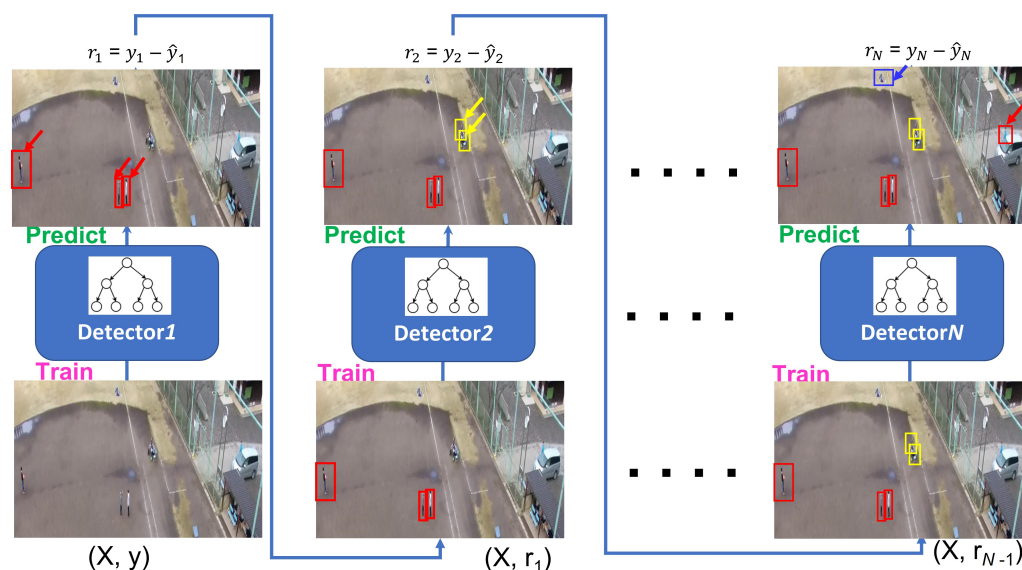 r₁ = y₁ − ŷ₁
r₂ = y₂ − ŷ₂
r_N = y_N − ŷ_N
Predict
Predict
Predict
Detector1
Detector2
DetectorN
Train
Train
Train
(X, y)
(X, r₁)
(X, r_{N-1})